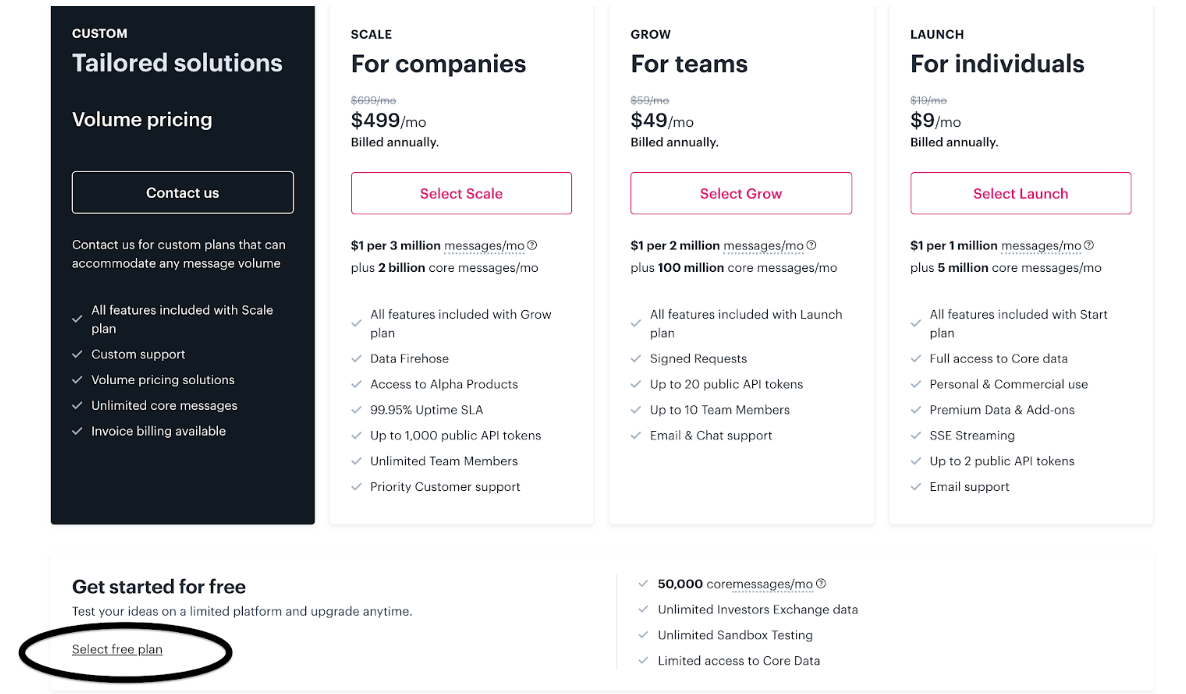 CUSTOM
Tailored solutions
Volume pricing
Contact us
Contact us for custom plans that can
accommodate any message volume
All features included with Scale
plan
Custom support
Volume pricing solutions
Unlimited core messages
Invoice billing available
SCALE
For companies
$699/mo
$499/mo
Billed annually.
Select Scale
$1 per 3 million messages/mo
plus 2 billion core messages/mo
All features included with Grow
plan
Data Firehose
Access to Alpha Products
99.95% Uptime SLA
Up to 1,000 public API tokens
Unlimited Team Members
Priority Customer support
GROW
For teams
$59/mo
$49/mo
Billed annually.
Select Grow
$1 per 2 million messages/mo
plus 100 million core messages/mo
All features included with Launch
plan
Signed Requests
Up to 20 public API tokens
Up to 10 Team Members
Email & Chat support
LAUNCH
For individuals
$19/mo
$9/mo
Billed annually.
Select Launch
$1 per 1 million messages/mo
plus 5 million core messages/mo
All features included with Start
plan
Full access to Core data
Personal & Commercial use
Premium Data & Add-ons
SSE Streaming
Up to 2 public API tokens
Email support
Get started for free
Test your ideas on a limited platform and upgrade anytime.
Select free plan
50,000 coremessages/mo
Unlimited Investors Exchange data
Unlimited Sandbox Testing
Limited access to Core Data